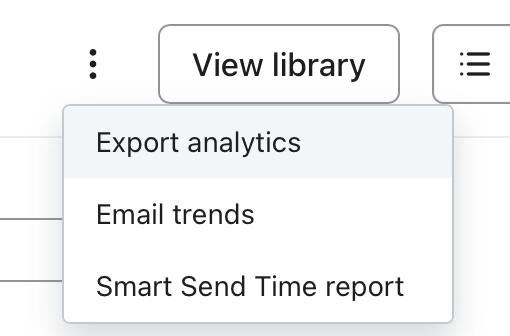 View library
Export analytics
Email trends
Smart Send Time report